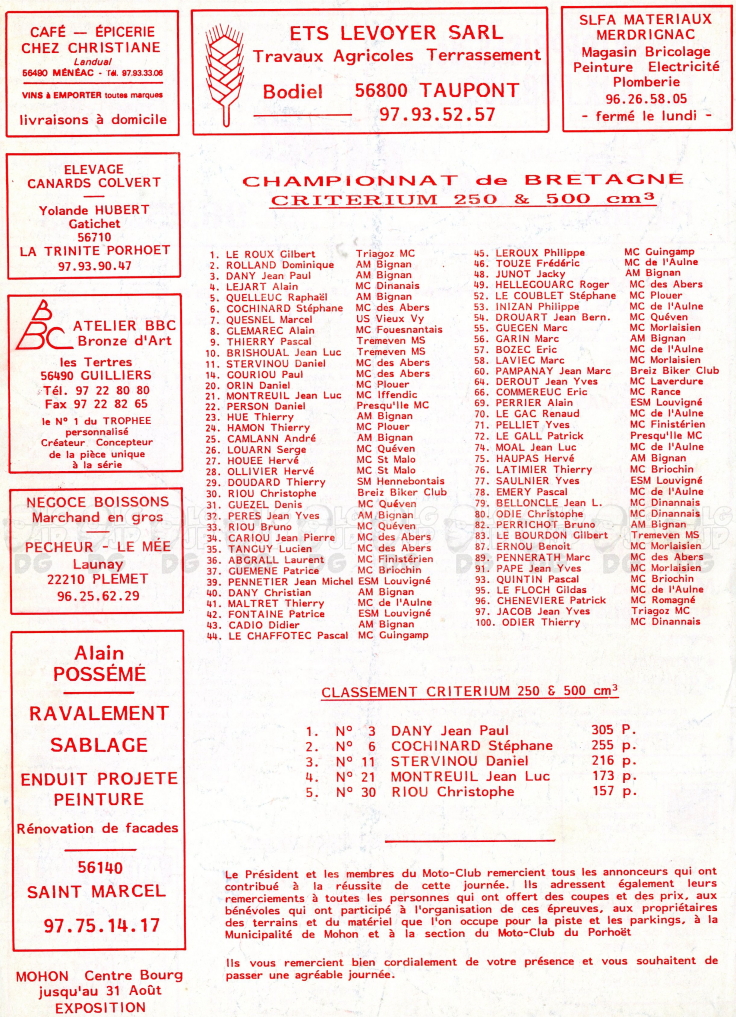 CAFÉ — ÉPICERIE
CHEZ CHRISTIANE
Landual
56490 MÉNÉAC - Tél. 97.93.33.06
VINS à EMPORTER toutes marques
livraisons à domicile
ETS LEVOYER SARL
Travaux Agricoles Terrassement
Bodiel 56800 TAUPONT
97.93.52.57
SLFA MATERIAUX
MERDRIGNAC
Magasin Bricolage
Peinture Electricité
Plomberie
96.26.58.05
- fermé le lundi -
ELEVAGE
CANARDS COLVERT
Yolande HUBERT
Gatichet
56710
LA TRINITE PORHOET
97.93.90.47
BBC
ATELIER BBC
Bronze d'Art
les Tertres
56490 GUILLIERS
Tél. 97 22 80 80
Fax 97 22 82 65
le N° 1 du TROPHEE
personnalisé
Créateur Concepteur
de la pièce unique
à la série
NEGOCE BOISSONS
Marchand en gros
PECHEUR - LE MÉE
Launay
22210 PLEMET
96.25.62.29
Alain
POSSÉMÉ
RAVALEMENT
SABLAGE
ENDUIT PROJETE
PEINTURE
Rénovation de facades
56140
SAINT MARCEL
97.75.14.17
MOHON Centre Bourg
jusqu'au 31 Août
EXPOSITION
CHAMPIONNAT de BRETAGNE
CRITERIUM 250 & 500 cm³
1. LE ROUX Gilbert Triagoz MC
2. ROLLAND Dominique AM Bignan
3. DANY Jean Paul AM Bignan
4. LEJART Alain MC Dinanais
5. QUELLEUC Raphaël AM Bignan
6. COCHINARD Stéphane MC des Abers
7. QUESNEL Marcel US Vieux Vy
8. GLEMAREC Alain MC Fouesnantais
9. THIERRY Pascal Tremeven MS
10. BRISHOUAL Jean Luc Tremeven MS
11. STERVINOU Daniel MC des Abers
14. GOURIOU Paul MC des Abers
20. ORIN Daniel MC Plouer
21. MONTREUIL Jean Luc MC Iffendic
22. PERSON Daniel Presqu'île MC
23. HUE Thierry AM Bignan
24. HAMON Thierry MC Plouer
25. CAMLANN André AM Bignan
26. LOUARN Serge MC Quéven
27. HOUEE Hervé MC St Malo
28. OLLIVIER Hervé MC St Malo
29. DOUDARD Thierry SM Hennebontais
30. RIOU Christophe Breiz Biker Club
31. GUEZEL Denis MC Quéven
32. PERES Jean Yves AM Bignan
33. RIOU Bruno MC Quéven
34. CARIOU Jean Pierre MC des Abers
35. TANGUY Lucien MC des Abers
36. ABGRALL Laurent MC Finistérien
37. GUEMENE Patrice MC Briochin
39. PENNETIER Jean Michel ESM Louvigné
40. DANY Christian AM Bignan
41. MALTRET Thierry MC de l'Aulne
42. FONTAINE Patrice ESM Louvigné
43. CADIO Didier AM Bignan
44. LE CHAFFOTEC Pascal MC Guingamp
45. LEROUX Philippe MC Guingamp
46. TOUZE Frédéric MC de l'Aulne
48. JUNOT Jacky AM Bignan
49. HELLEGOUARC Roger MC des Abers
52. LE COUBLET Stéphane MC Plouer
53. INIZAN Philippe MC de l'Aulne
54. DROUART Jean Bern. MC Quéven
55. GUEGEN Marc MC Morlaisien
56. GARIN Marc AM Bignan
57. BOZEC Eric MC de l'Aulne
58. LAVIEC Marc MC Morlaisien
60. PAMPANAY Jean Marc Breiz Biker Club
64. DEROUT Jean Yves MC Laverdure
66. COMMEREUC Eric MC Rance
69. PERRIER Alain ESM Louvigné
70. LE GAC Renaud MC de l'Aulne
71. PELLIET Yves MC Finistérien
72. LE GALL Patrick Presqu'île MC
74. MOAL Jean Luc MC de l'Aulne
75. HAUPAS Hervé AM Bignan
76. LATIMIER Thierry MC Briochin
77. SAULNIER Yves ESM Louvigné
78. EMERY Pascal MC de l'Aulne
79. BELLONCLE Jean L. MC Dinannais
80. ODIE Christophe MC Dinannais
82. PERRICHOT Bruno AM Bignan
83. LE BOURDON Gilbert Tremeven MS
87. ERNOU Benoit MC Morlaisien
89. PENNERATH Marc MC des Abers
91. PAPE Jean Yves MC Morlaisien
93. QUINTIN Pascal MC Briochin
95. LE FLOCH Gildas MC de l'Aulne
96. CHENEVIERE Patrick MC Romagné
97. JACOB Jean Yves Triagoz MC
100. ODIER Thierry MC Dinannais
CLASSEMENT CRITERIUM 250 & 500 cm³
1. N° 3 DANY Jean Paul 305 P.
2. N° 6 COCHINARD Stéphane 255 p.
3. N° 11 STERVINOU Daniel 216 p.
4. N° 21 MONTREUIL Jean Luc 173 p.
5. N° 30 RIOU Christophe 157 p.
Le Président et les membres du Moto-Club remercient tous les annonceurs qui ont
contribué à la réussite de cette journée. Ils adressent également leurs
remerciements à toutes les personnes qui ont offert des coupes et des prix, aux
bénévoles qui ont participé à l'organisation de ces épreuves, aux propriétaires
des terrains et du matériel que l'on occupe pour la piste et les parkings, à la
Municipalité de Mohon et à la section du Moto-Club du Porhoët
Ils vous remercient bien cordialement de votre présence et vous souhaitent de
passer une agréable journée.